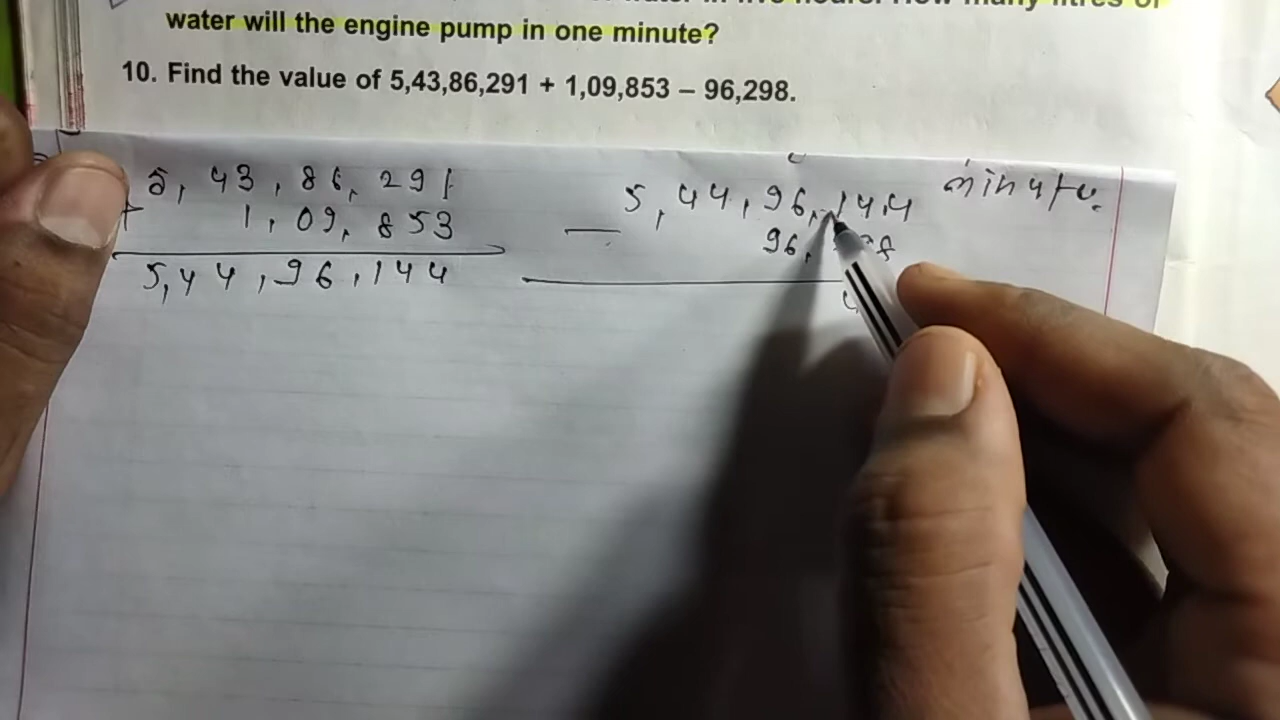 water will the engine pump in one minute?
10. Find the value of 5,43,86,291 + 1,09,853 – 96,298.
5, 43, 86, 291
+ 1, 09, 853
5,44,96,144
5,44,96,144
— 96,
minute.